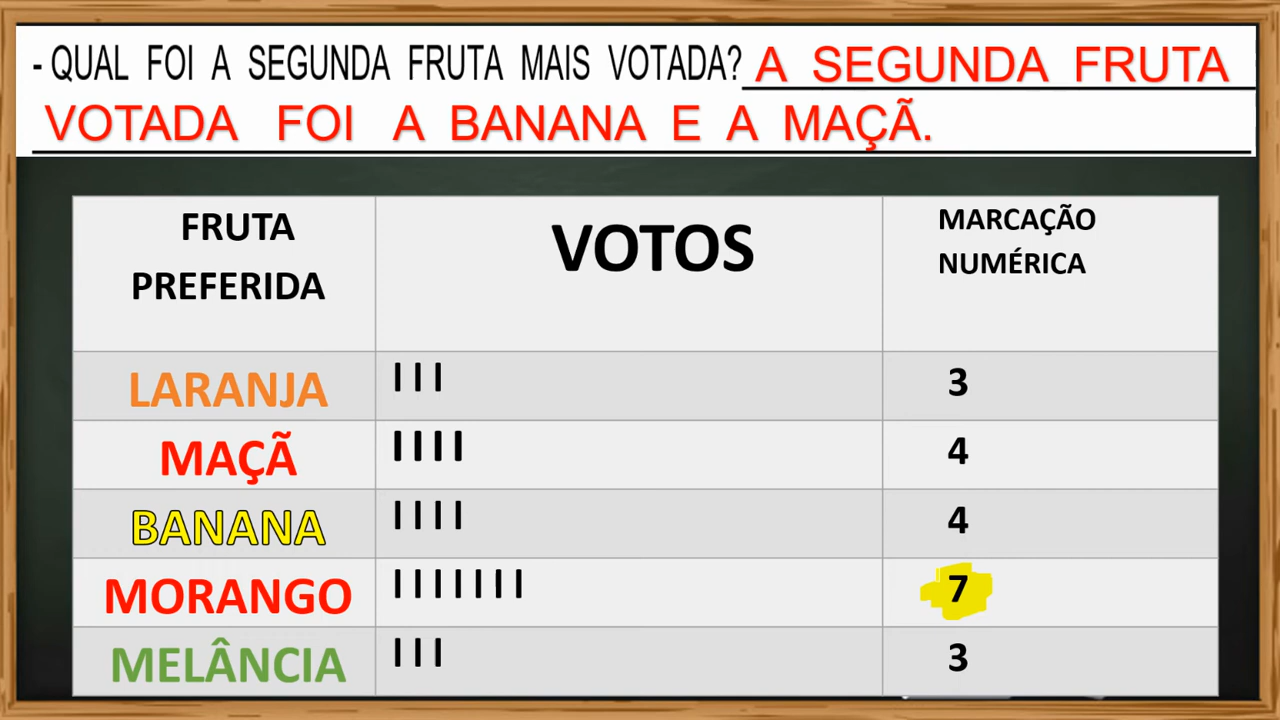 - QUAL FOI A SEGUNDA FRUTA MAIS VOTADA? A SEGUNDA FRUTA
VOTADA FOI A BANANA E A MAÇÃ.
FRUTA PREFERIDA VOTOS MARCAÇÃO NUMÉRICA
LARANJA III 3
MAÇÃ IIII 4
BANANA IIII 4
MORANGO IIIIIII 7
MELÂNCIA III 3